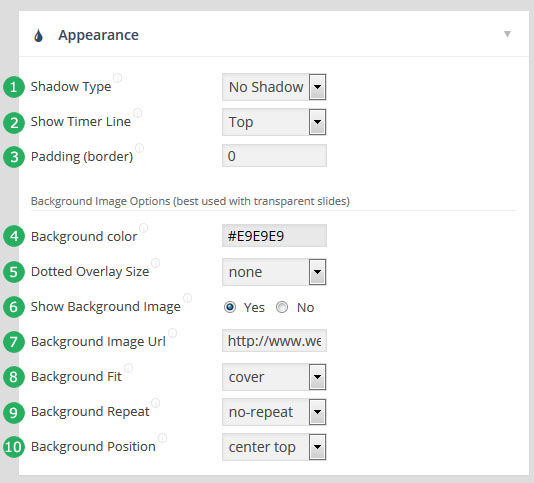 Appearance
1 Shadow Type No Shadow
2 Show Timer Line Top
3 Padding (border) 0
Background Image Options (best used with transparent slides)
4 Background color #E9E9E9
5 Dotted Overlay Size none
6 Show Background Image Yes No
7 Background Image Url http://www.we
8 Background Fit cover
9 Background Repeat no-repeat
10 Background Position center top